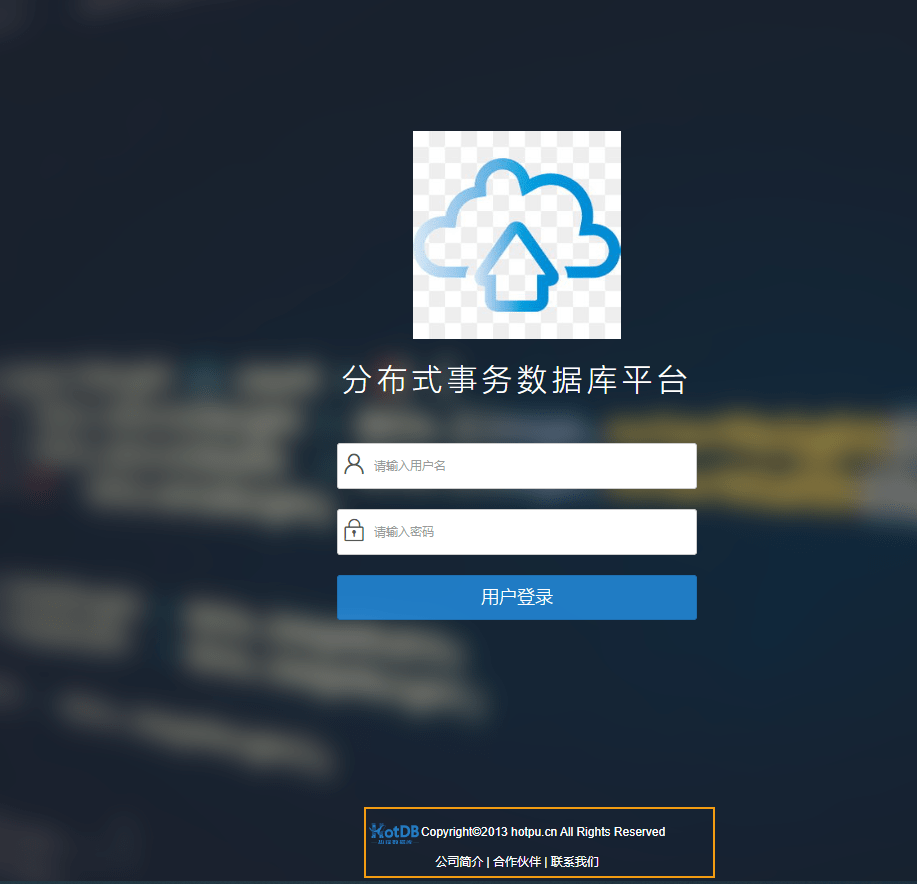 分布式事务数据库平台
请输入用户名
请输入密码
用户登录
HotDB Copyright©2013 hotpu.cn All Rights Reserved
公司简介 | 合作伙伴 | 联系我们